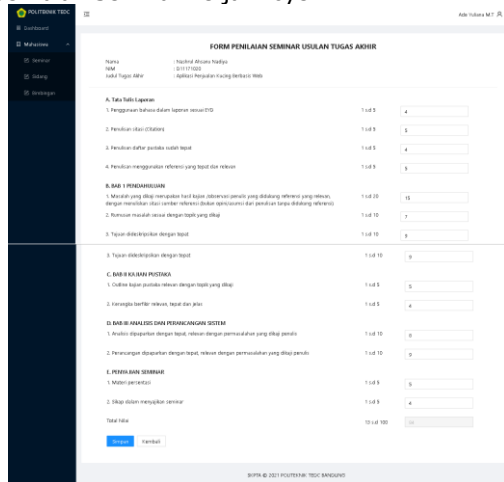 POLITEKNIK TEDC
Ade Yuliana M.T
Dashboard
Mahasiswa
Seminar
Sidang
Bimbingan
FORM PENILAIAN SEMINAR USULAN TUGAS AKHIR
Nama :
NIM :
Judul Tugas Akhir : Aplikasi Penjualan Kucing Berbasis Web
A. Tata Tulis Laporan
1. Penggunaan bahasa dalam laporan sesuai EYD 1 s.d 5 4
2. Penulisan sitasi (Citation) 1 s.d 5 5
3. Penulisan daftar pustaka sudah tepat 1 s.d 5 4
4. Penulisan menggunakan referensi yang tepat dan relevan 1 s.d 5 5
B. BAB 1 PENDAHULUAN
1. Masalah yang dikaji merupakan hasil kajian /observasi penulis yang didukung referensi yang relevan,
dengan menuliskan sitasi sumber referensi (bukan opini/asumsi dari penulisan tanpa didukung referensi) 1 s.d 20 15
2. Rumusan masalah sesuai dengan topik yang dikaji 1 s.d 10 7
3. Tujuan dideskripsikan dengan tepat 1 s.d 10 9
3. Tujuan dideskripsikan dengan tepat 1 s.d 10 9
C. BAB II KAJIAN PUSTAKA
1. Outline kajian pustaka relevan dengan topik yang dikaji 1 s.d 5 5
2. Kerangka berfikir relevan, tepat dan jelas 1 s.d 5 4
D. BAB III ANALISIS DAN PERANCANGAN SISTEM
1. Analisis dipaparkan dengan tepat, relevan dengan permasalahan yang dikaji penulis 1 s.d 10
2. Perancangan dipaparkan dengan tepat, relevan dengan permasalahan yang dikaji penulis 1 s.d 10 9
E. PENYAJIAN SEMINAR
1. Materi persentasi 1 s.d 5 5
2. Sikap dalam menyajikan seminar 1 s.d 5 4
Total Nilai s.d 100
Simpan Kembali
2021 POLITEKNIK TEDC BANDUNG